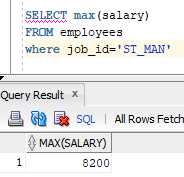 SELECT max(salary)
FROM employees
where job_id='ST_MAN'
Query Result x
SQL | All Rows Fetch
MAX(SALARY)
1 8200